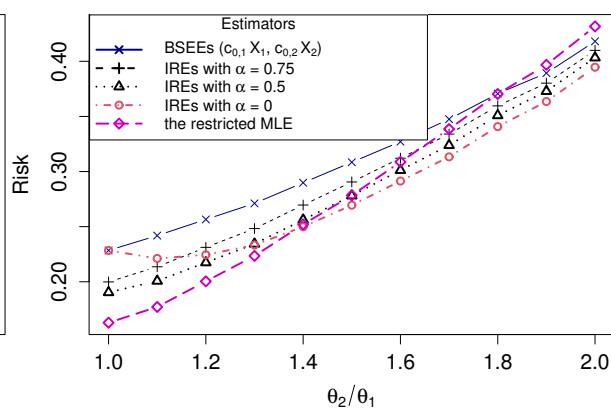 Estimators
BSEEs (c0,1 X1, c0,2 X2)
IREs with α = 0.75
IREs with α = 0.5
IREs with α = 0
the restricted MLE
Risk
0.40
0.30
0.20
1.0 1.2 1.4 1.6 1.8 2.0
θ2/θ1